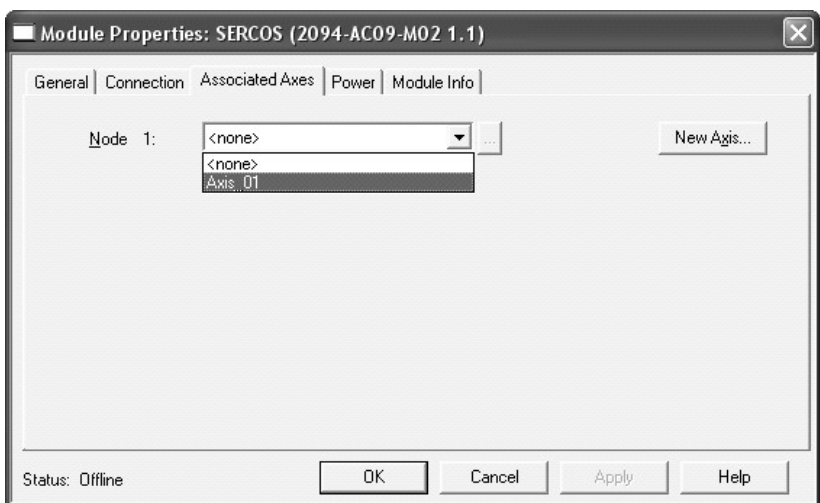 Module Properties: SERCOS (2094-AC09-M02 1.1)
General Connection Associated Axes Power Module Info
Node 1: <none> ... New Axis...
<none>
Axis_01
Status: Offline OK Cancel Apply Help